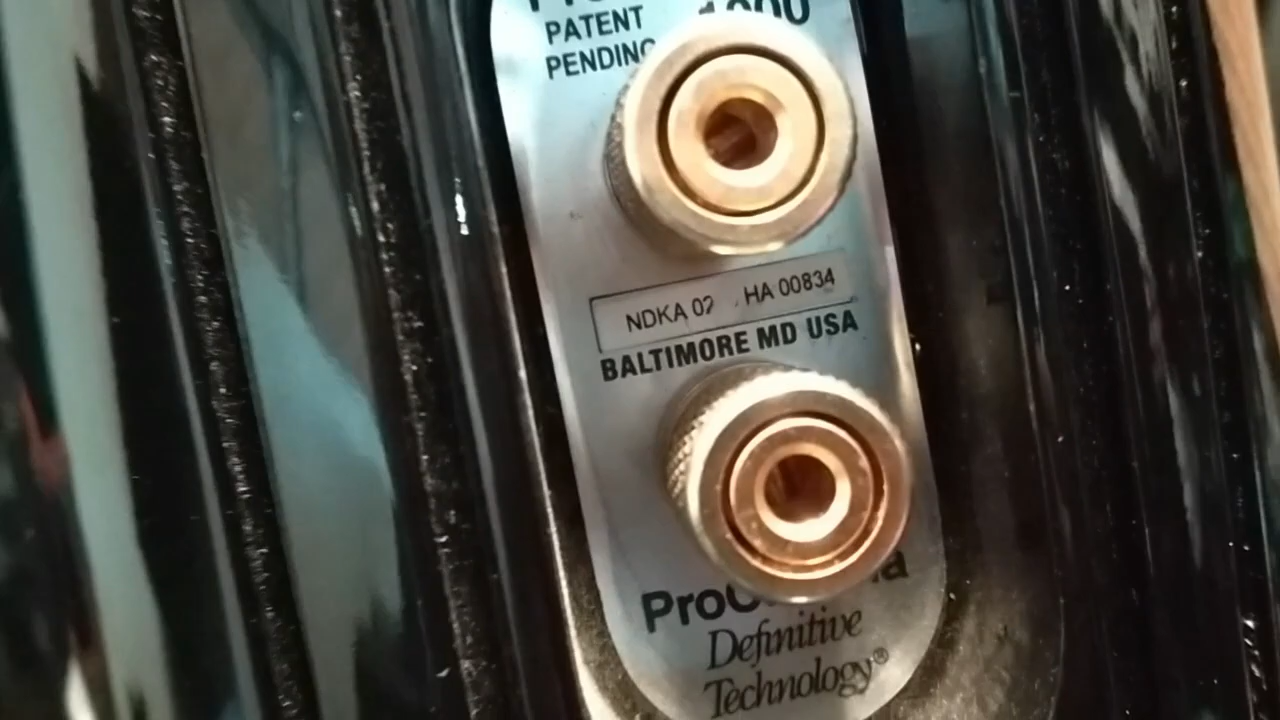 PATENT
PENDING
NDKA 02 HA 00834
BALTIMORE MD USA
Definitive
Technology®